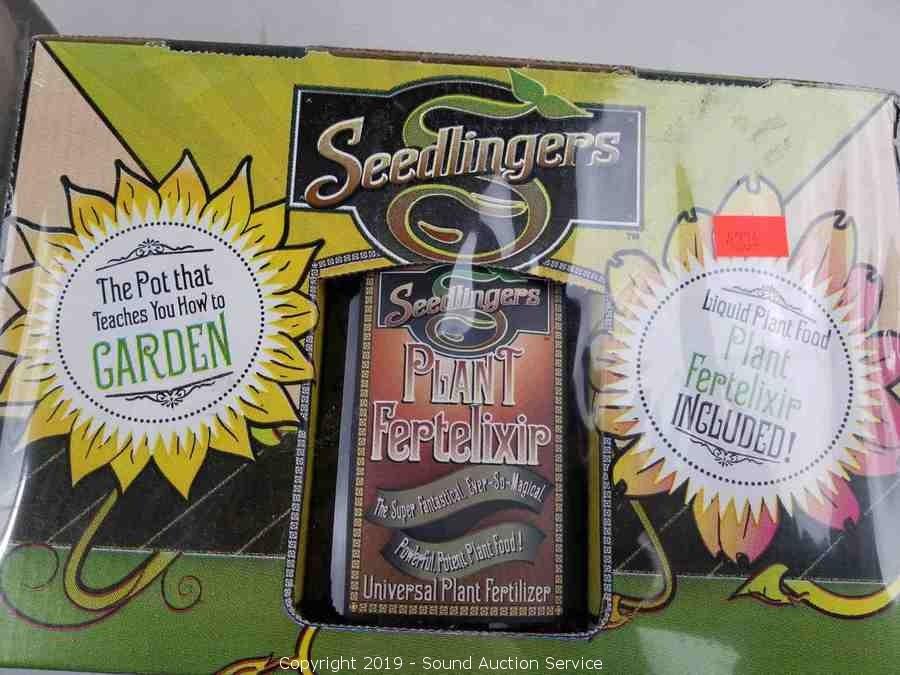 Seedlingers
TM
The Pot that
Teaches You How to
GARDEN
Seedlingers
PLANT
Fertelixir
The Super Fantastical, Ever-So-Magical,
Powerful, Potent Plant Food!
Universal Plant Fertilizer
Liquid Plant Food
Plant
Fertelixir
INCLUDED!
Copyright 2019 - Sound Auction Service